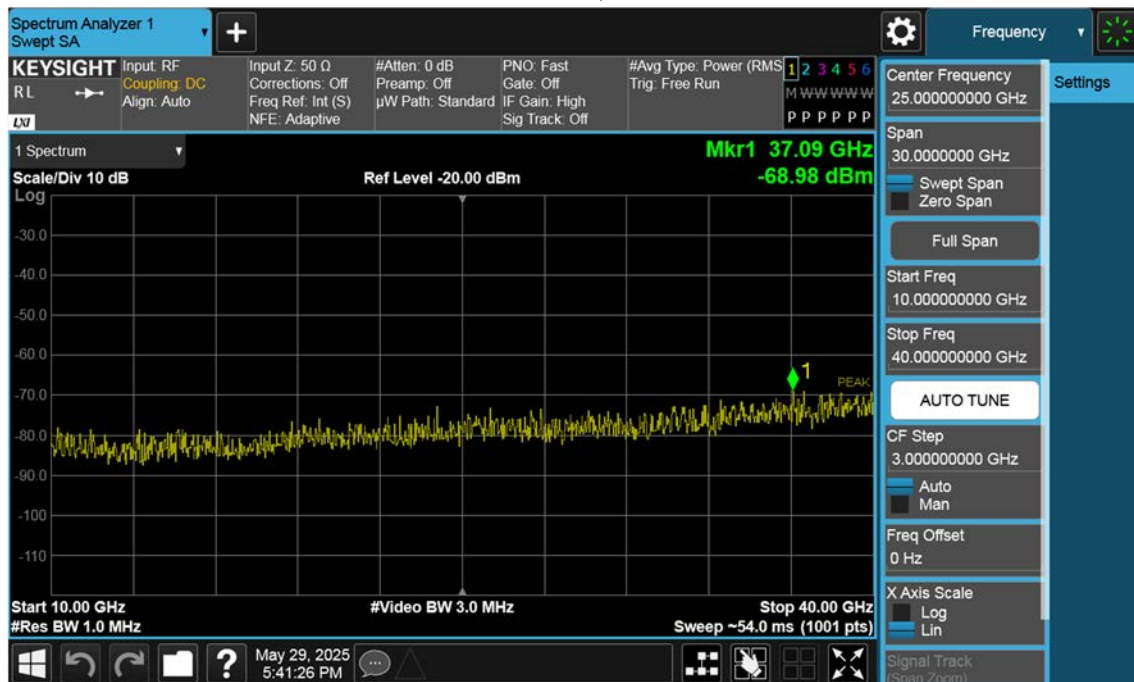 Spectrum Analyzer 1
Swept SA
+
Frequency
KEYSIGHT
RL
LXI
Input: RF
Coupling: DC
Align: Auto
Input Z: 50 Ω
Corrections: Off
Freq Ref: Int (S)
NFE: Adaptive
#Atten: 0 dB
Preamp: Off
µW Path: Standard
PNO: Fast
Gate: Off
IF Gain: High
Sig Track: Off
#Avg Type: Power (RMS
Trig: Free Run
1 2 3 4 5 6
M W W W W W
P P P P P P
1 Spectrum
Scale/Div 10 dB
Ref Level -20.00 dBm
Mkr1 37.09 GHz
-68.98 dBm
Log
-30.0
-40.0
-50.0
-60.0
-70.0
-80.0
-90.0
-100
-110
1
PEAK
Start 10.00 GHz
#Video BW 3.0 MHz
Stop 40.00 GHz
#Res BW 1.0 MHz
Sweep ~54.0 ms (1001 pts)
Center Frequency
25.000000000 GHz
Span
30.0000000 GHz
Swept Span
Zero Span
Full Span
Start Freq
10.000000000 GHz
Stop Freq
40.000000000 GHz
AUTO TUNE
CF Step
3.000000000 GHz
Auto
Man
Freq Offset
0 Hz
X Axis Scale
Log
Lin
Signal Track
(Span Zoom)
Settings
?
May 29, 2025
5:41:26 PM